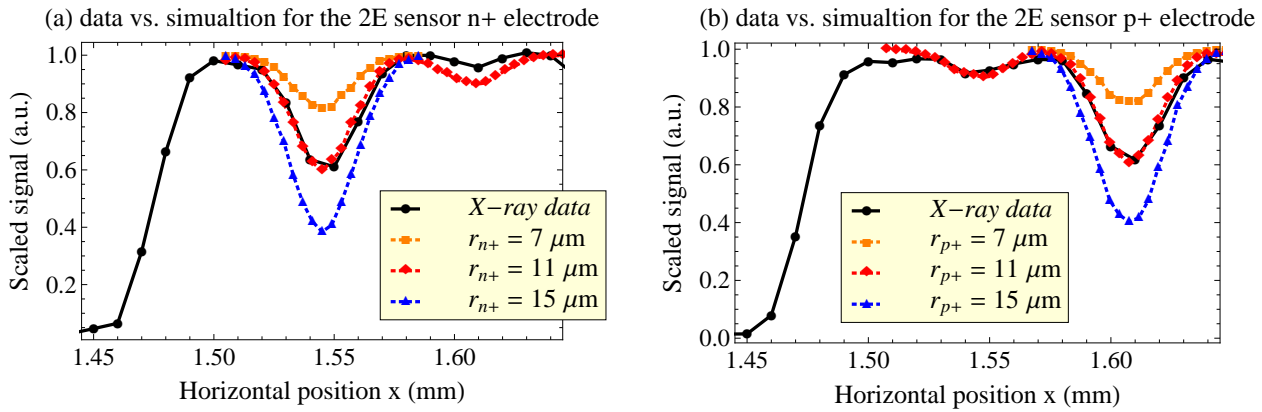 (a) data vs. simualtion for the 2E sensor n+ electrode
1.0
0.8
0.6
0.4
0.2
Scaled signal (a.u.)
X−ray data
rn+ = 7 μm
rn+ = 11 μm
rn+ = 15 μm
1.45 1.50 1.55 1.60
Horizontal position x (mm)
(b) data vs. simualtion for the 2E sensor p+ electrode
1.0
0.8
0.6
0.4
0.2
0.0
Scaled signal (a.u.)
X−ray data
rp+ = 7 μm
rp+ = 11 μm
rp+ = 15 μm
1.45 1.50 1.55 1.60
Horizontal position x (mm)